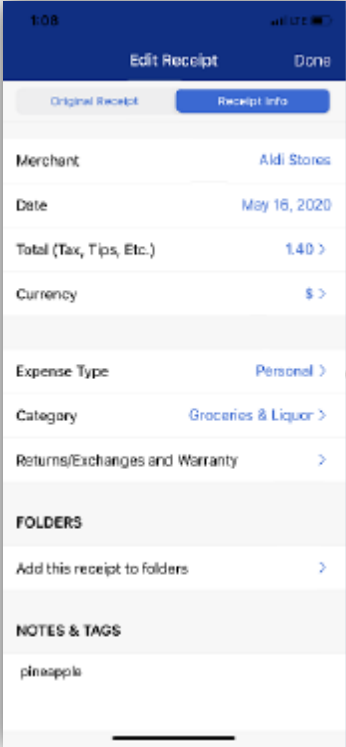 1:08 LTE
Edit Receipt Done
Original Receipt Receipt Info
Merchant Aldi Stores
Date May 16, 2020
Total (Tax, Tips, Etc.) 1.40 >
Currency $ >
Expense Type Personal >
Category Groceries & Liquor >
Returns/Exchanges and Warranty >
FOLDERS
Add this receipt to folders >
NOTES & TAGS
pineapple